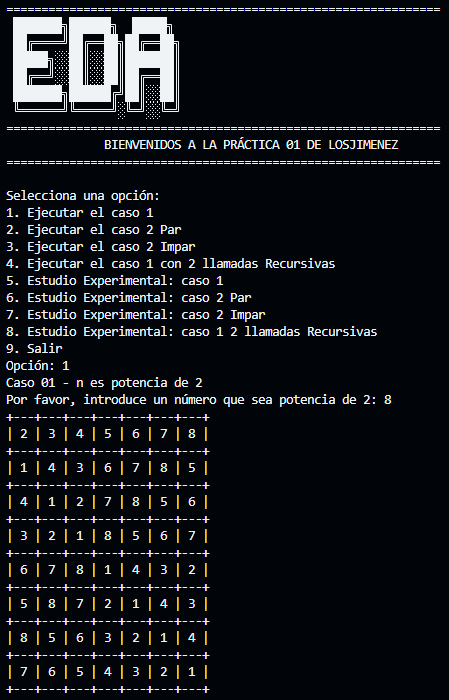 ==============================================================
EDA
==============================================================
BIENVENIDOS A LA PRÁCTICA 01 DE LOSJIMENEZ
==============================================================
Selecciona una opción:
1. Ejecutar el caso 1
2. Ejecutar el caso 2 Par
3. Ejecutar el caso 2 Impar
4. Ejecutar el caso 1 con 2 llamadas Recursivas
5. Estudio Experimental: caso 1
6. Estudio Experimental: caso 2 Par
7. Estudio Experimental: caso 2 Impar
8. Estudio Experimental: caso 1 2 llamadas Recursivas
9. Salir
Opción: 1
Caso 01 - n es potencia de 2
Por favor, introduce un número que sea potencia de 2: 8
+---+---+---+---+---+---+---+
| 2 | 3 | 4 | 5 | 6 | 7 | 8 |
+---+---+---+---+---+---+---+
| 1 | 4 | 3 | 6 | 7 | 8 | 5 |
+---+---+---+---+---+---+---+
| 4 | 1 | 2 | 7 | 8 | 5 | 6 |
+---+---+---+---+---+---+---+
| 3 | 2 | 1 | 8 | 5 | 6 | 7 |
+---+---+---+---+---+---+---+
| 6 | 7 | 8 | 1 | 4 | 3 | 2 |
+---+---+---+---+---+---+---+
| 5 | 8 | 7 | 2 | 1 | 4 | 3 |
+---+---+---+---+---+---+---+
| 8 | 5 | 6 | 3 | 2 | 1 | 4 |
+---+---+---+---+---+---+---+
| 7 | 6 | 5 | 4 | 3 | 2 | 1 |
+---+---+---+---+---+---+---+